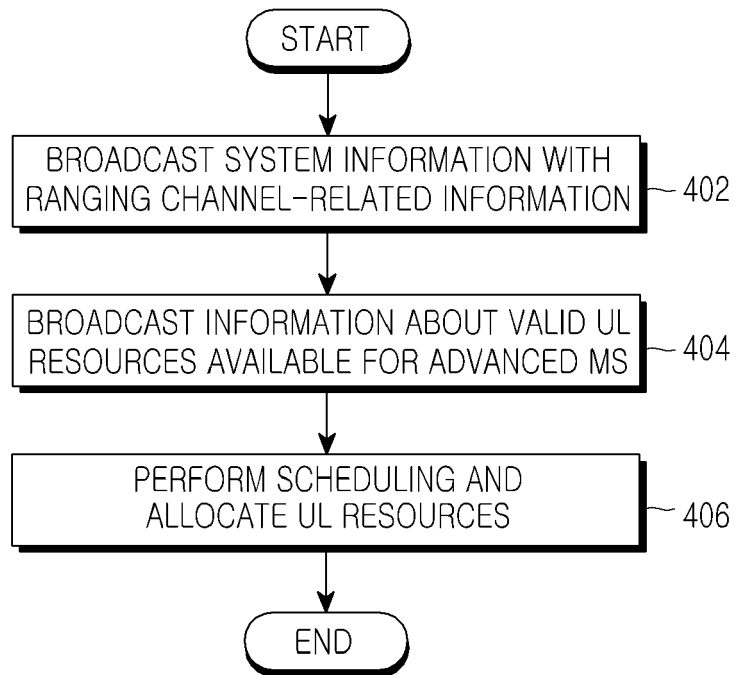 START
BROADCAST SYSTEM INFORMATION WITH
RANGING CHANNEL-RELATED INFORMATION
402
BROADCAST INFORMATION ABOUT VALID UL
RESOURCES AVAILABLE FOR ADVANCED MS
404
PERFORM SCHEDULING AND
ALLOCATE UL RESOURCES
406
END